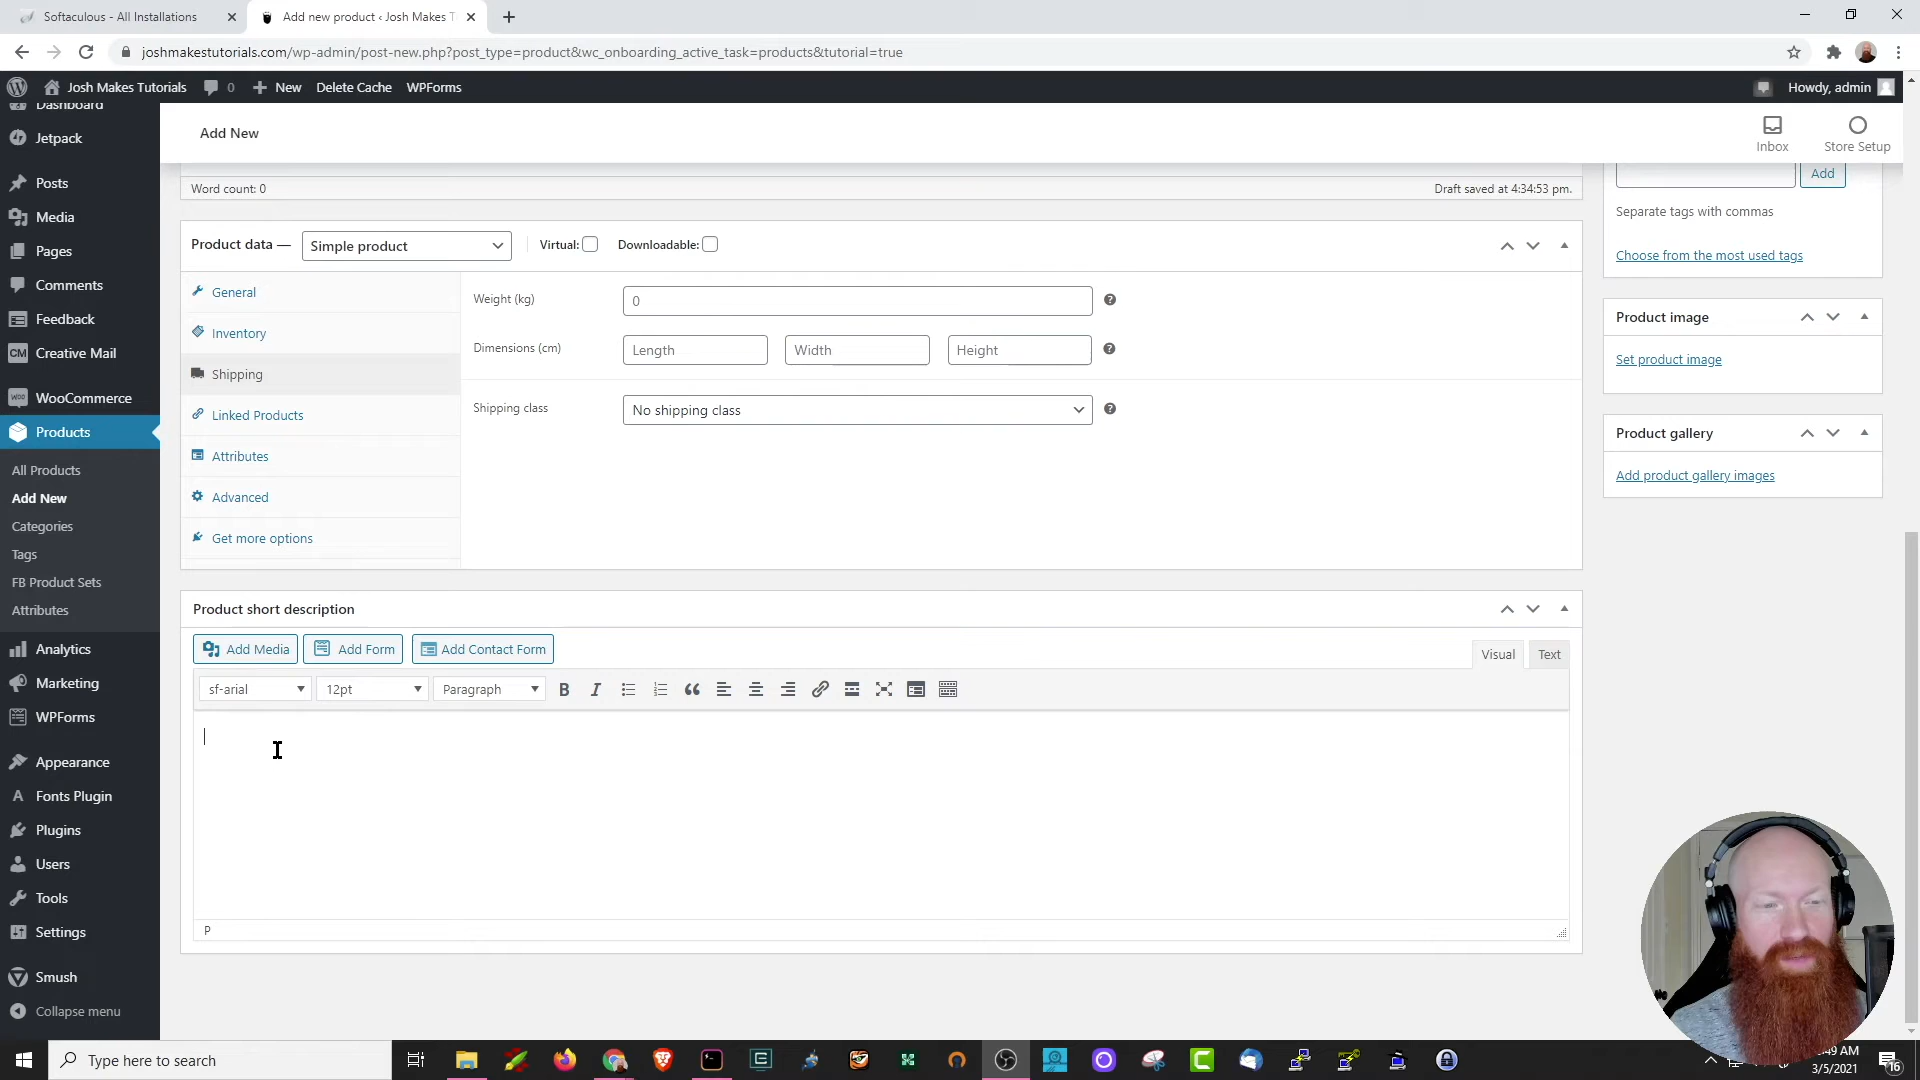 Softaculous - All Installations
Add new product ‹ Josh Makes T
joshmakestutorials.com/wp-admin/post-new.php?post_type=product&wc_onboarding_active_task=products&tutorial=true
Josh Makes Tutorials
0
New
Delete Cache
WPForms
Howdy, admin
Dashboard
Jetpack
Posts
Media
Pages
Comments
Feedback
CM Creative Mail
WooCommerce
Products
All Products
Add New
Categories
Tags
FB Product Sets
Attributes
Analytics
Marketing
WPForms
Appearance
Fonts Plugin
Plugins
Users
Tools
Settings
Smush
Collapse menu
Add New
Inbox
Store Setup
Word count: 0
Draft saved at 4:34:53 pm.
Product data — Simple product
Virtual:
Downloadable:
General
Inventory
Shipping
Linked Products
Attributes
Advanced
Get more options
Weight (kg)
0
Dimensions (cm)
Length
Width
Height
Shipping class
No shipping class
Product short description
Add Media
Add Form
Add Contact Form
Visual
Text
sf-arial
12pt
Paragraph
B
I
P
Add
Separate tags with commas
Choose from the most used tags
Product image
Set product image
Product gallery
Add product gallery images
Type here to search
:49 AM
3/5/2021
16